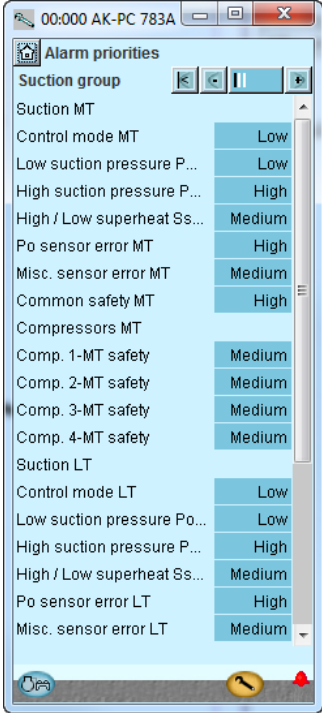 00:000 AK-PC 783A
Alarm priorities
Suction group
Suction MT
Control mode MT Low
Low suction pressure P... Low
High suction pressure P... High
High / Low superheat Ss... Medium
Po sensor error MT High
Misc. sensor error MT Medium
Common safety MT High
Compressors MT
Comp. 1-MT safety Medium
Comp. 2-MT safety Medium
Comp. 3-MT safety Medium
Comp. 4-MT safety Medium
Suction LT
Control mode LT Low
Low suction pressure Po... Low
High suction pressure P... High
High / Low superheat Ss... Medium
Po sensor error LT High
Misc. sensor error LT Medium